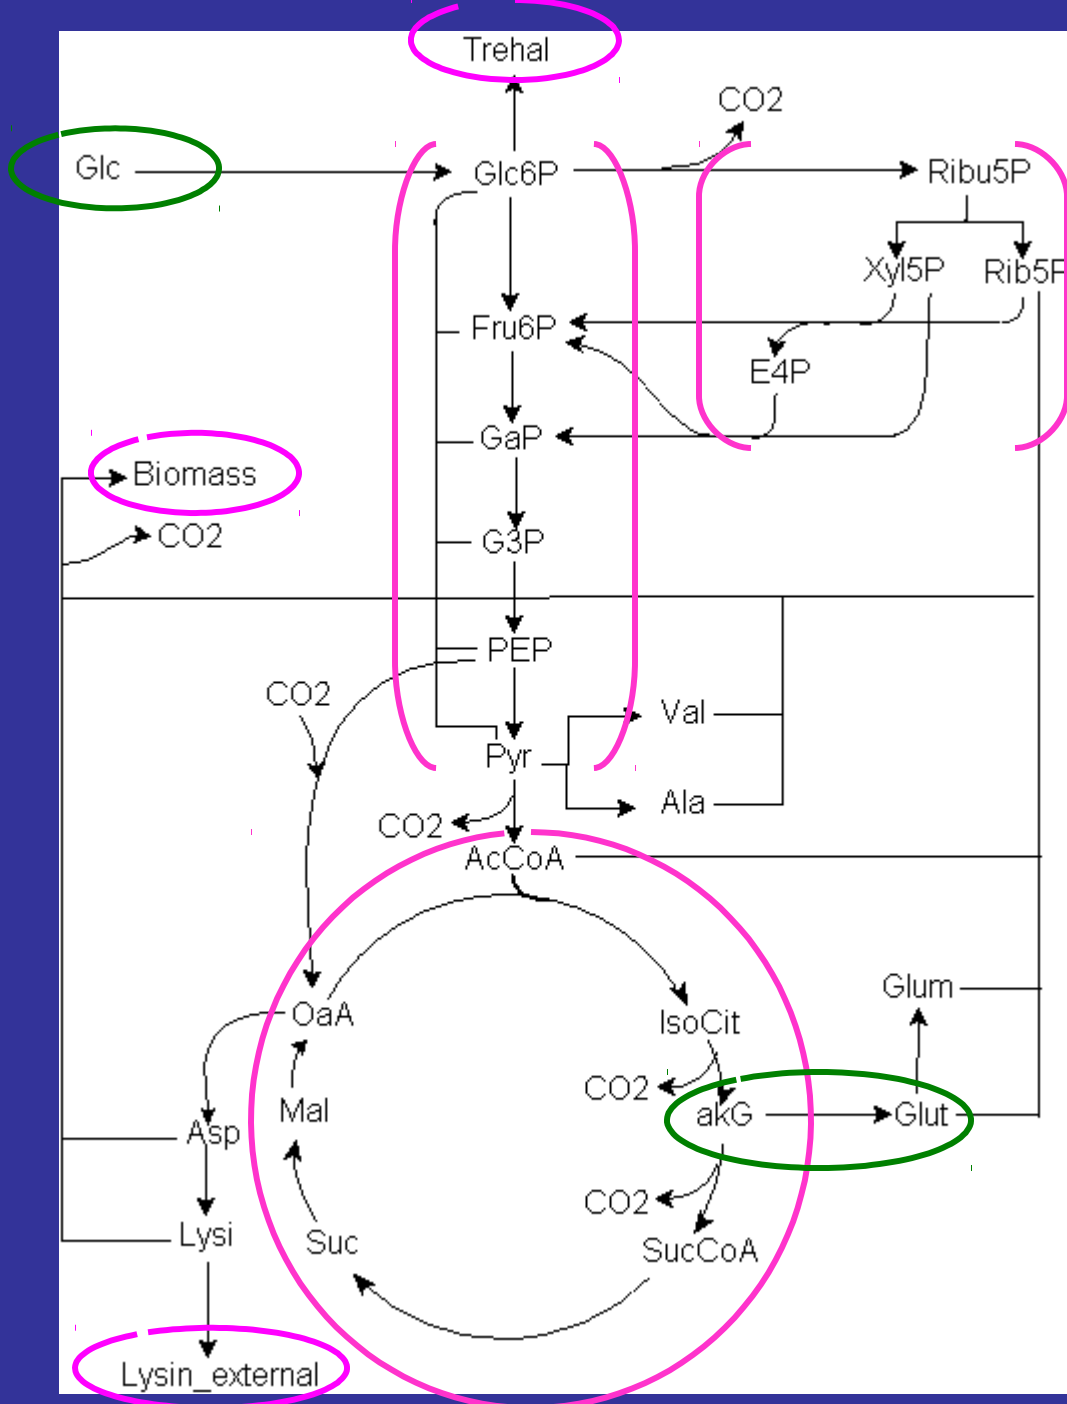 Trehal
CO2
Glc
Glc6P
Ribu5P
Xyl5P
Rib5P
Fru6P
E4P
GaP
Biomass
CO2
G3P
PEP
CO2
Val
Pyr
Ala
CO2
AcCoA
Glum
OaA
IsoCit
CO2
Mal
akG
Glut
Asp
CO2
Lysi
Suc
SucCoA
Lysin_external